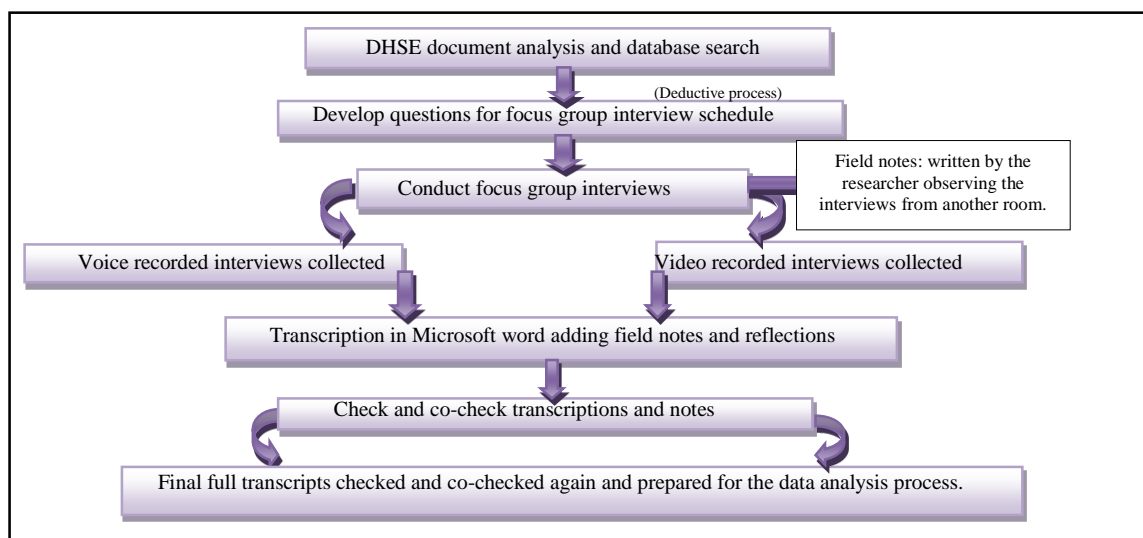 DHSE document analysis and database search
(Deductive process)
Develop questions for focus group interview schedule
Field notes: written by the
researcher observing the
interviews from another room.
Conduct focus group interviews
Voice recorded interviews collected
Video recorded interviews collected
Transcription in Microsoft word adding field notes and reflections
Check and co-check transcriptions and notes
Final full transcripts checked and co-checked again and prepared for the data analysis process.